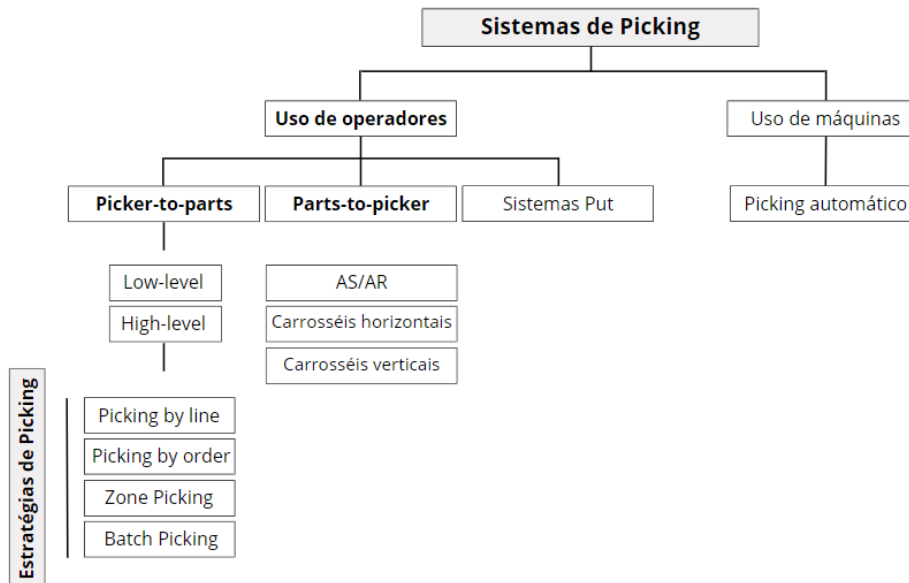 Sistemas de Picking
Uso de operadores
Uso de máquinas
Picker-to-parts
Parts-to-picker
Sistemas Put
Picking automático
Low-level
AS/AR
High-level
Carrosséis horizontais
Carrosséis verticais
Estratégias de Picking
Picking by line
Picking by order
Zone Picking
Batch Picking